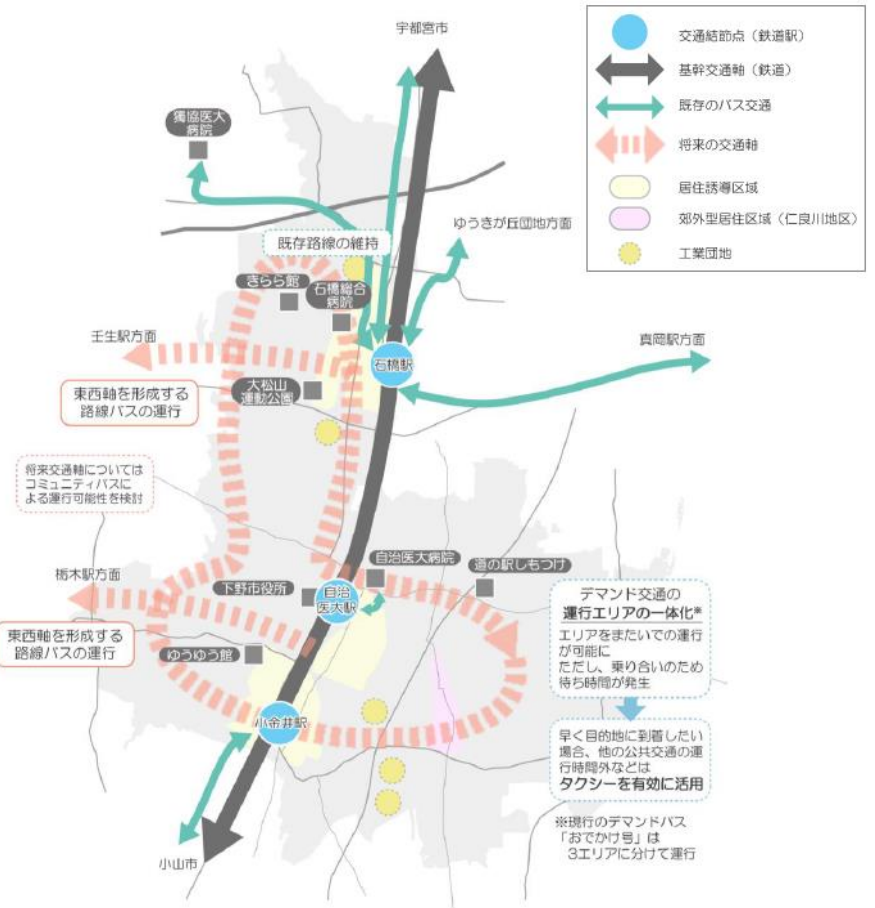 宇都宮市
交通結節点（鉄道駅）
基幹交通軸（鉄道）
既存のバス交通
将来の交通軸
居住誘導区域
郊外型居住区域（仁良川地区）
工業団地
獨協医大
病院
ゆうきが丘団地方面
既存路線の維持
きらら館
石橋総合
病院
壬生駅方面
石橋駅
真岡駅方面
大松山
運動公園
東西軸を形成する
路線バスの運行
将来交通軸については
コミュニティバスに
よる運行可能性を検討
自治医大病院
道の駅しもつけ
栃木駅方面
下野市役所
自治
医大駅
東西軸を形成する
路線バスの運行
ゆうゆう館
小金井駅
小山市
デマンド交通の
運行エリアの一体化※
エリアをまたいでの運行
が可能に
ただし、乗り合いのため
待ち時間が発生
早く目的地に到着したい
場合、他の公共交通の運
行時間外などは
タクシーを有効に活用
※現行のデマンドバス
「おでかけ号」は
3エリアに分けて運行